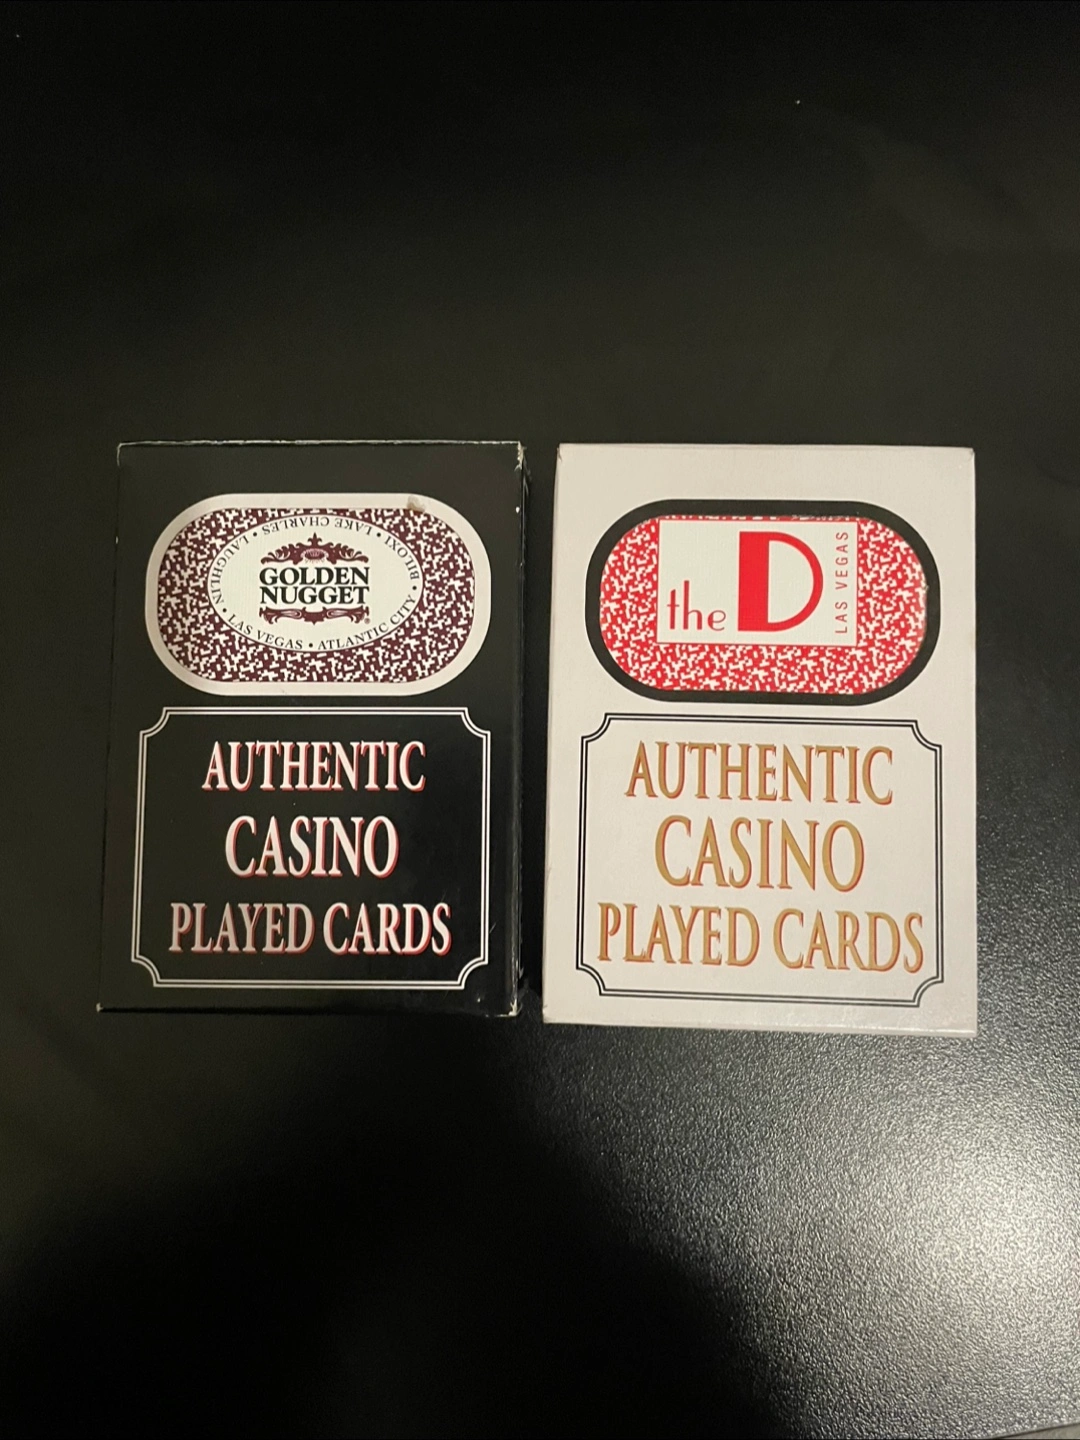 GOLDEN
NUGGET
LAS VEGAS • ATLANTIC CITY • BILOXI • LAKE CHARLES • LAUGHLIN •
AUTHENTIC
CASINO
PLAYED CARDS
the D
LAS VEGAS
AUTHENTIC
CASINO
PLAYED CARDS